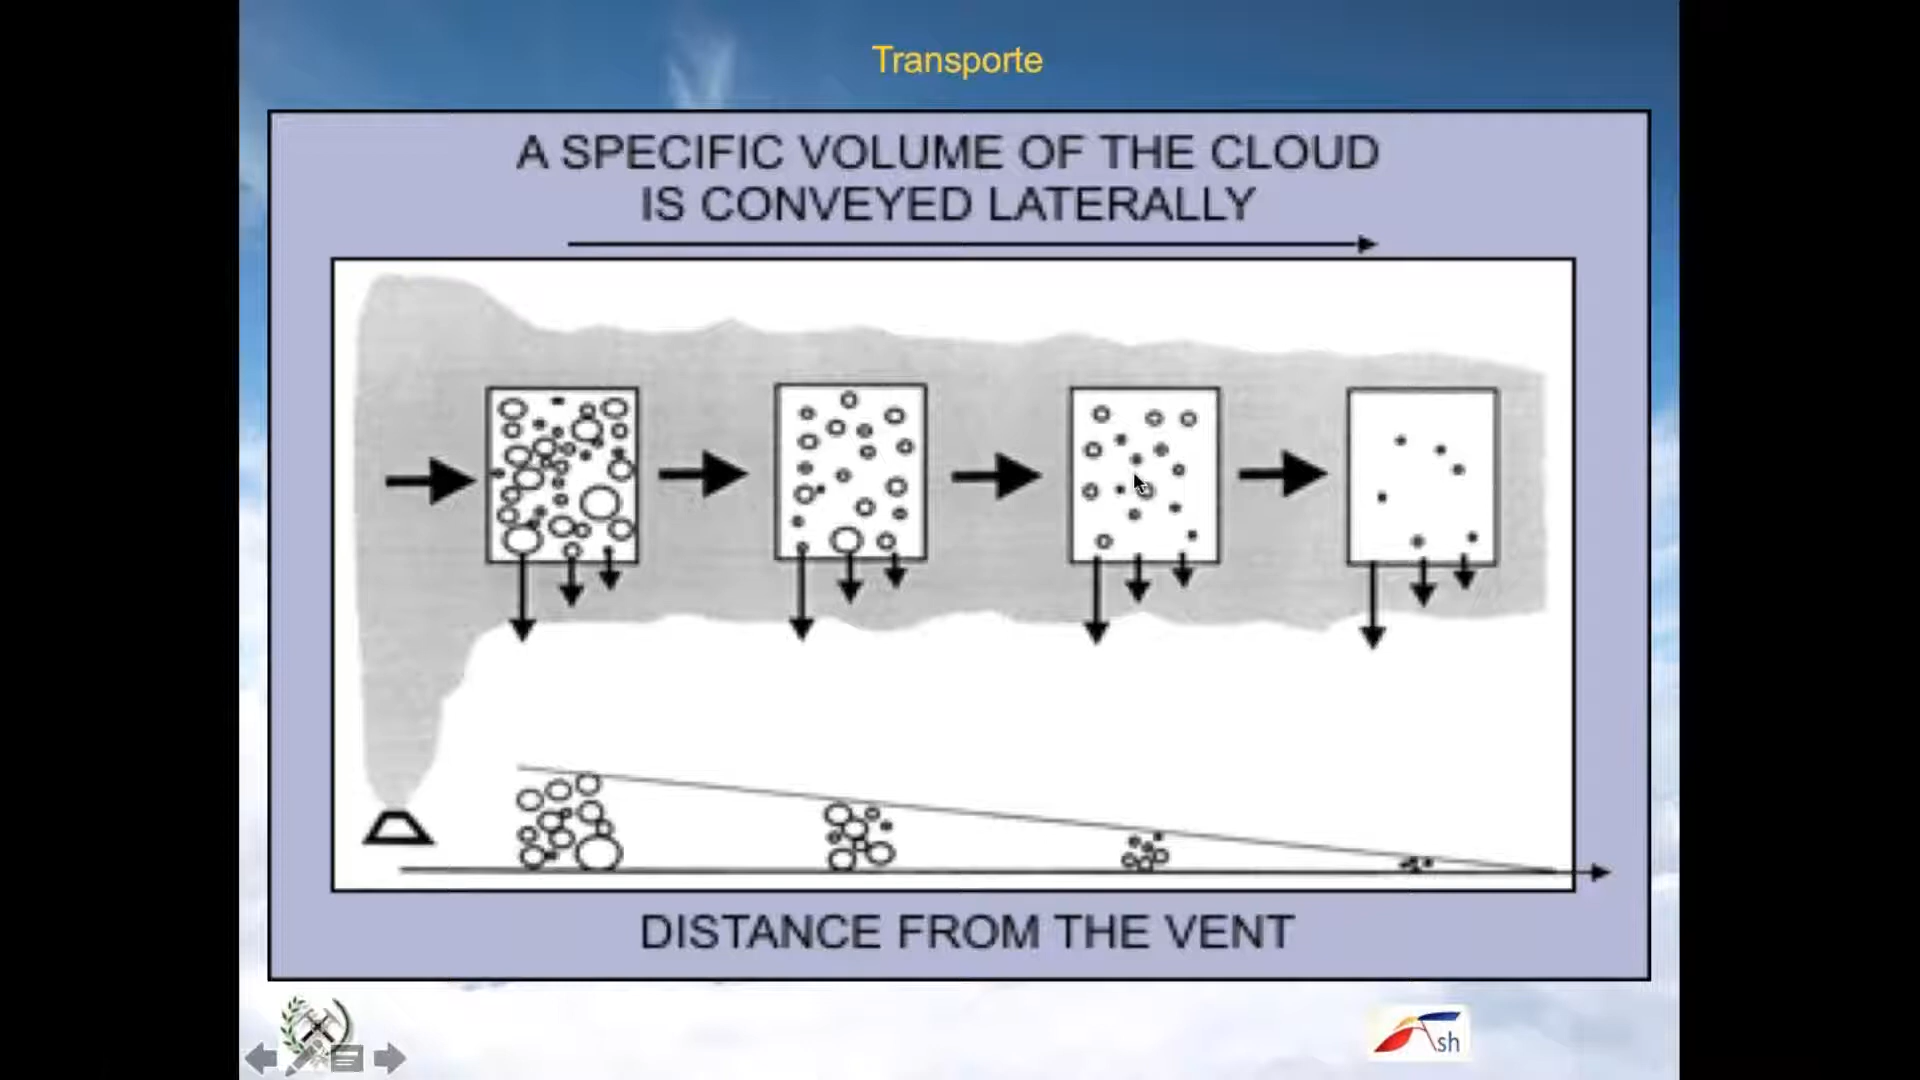 Transporte
A SPECIFIC VOLUME OF THE CLOUD
IS CONVEYED LATERALLY
DISTANCE FROM THE VENT
sh